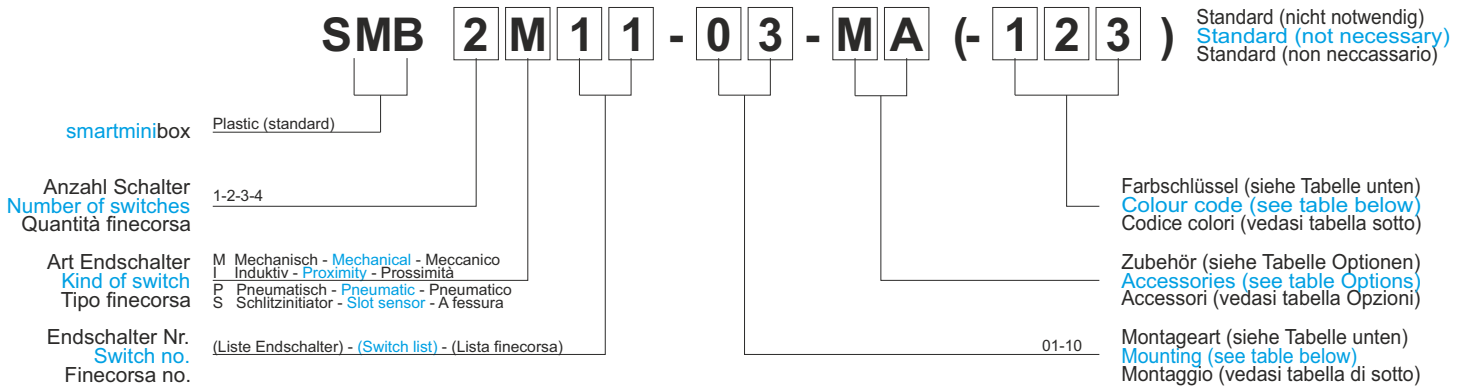 SMB 2 M 1 1 - 0 3 - M A (- 1 2 3 )
Standard (nicht notwendig)
Standard (not necessary)
Standard (non neccassario)
smartminibox
Plastic (standard)
Anzahl Schalter
Number of switches
Quantità finecorsa
1-2-3-4
Art Endschalter
Kind of switch
Tipo finecorsa
M Mechanisch - Mechanical - Meccanico
I Induktiv - Proximity - Prossimità
P Pneumatisch - Pneumatic - Pneumatico
S Schlitzinitiator - Slot sensor - A fessura
Endschalter Nr.
Switch no.
Finecorsa no.
(Liste Endschalter) - (Switch list) - (Lista finecorsa)
Farbschlüssel (siehe Tabelle unten)
Colour code (see table below)
Codice colori (vedasi tabella sotto)
Zubehör (siehe Tabelle Optionen)
Accessories (see table Options)
Accessori (vedasi tabella Opzioni)
01-10
Montageart (siehe Tabelle unten)
Mounting (see table below)
Montaggio (vedasi tabella di sotto)